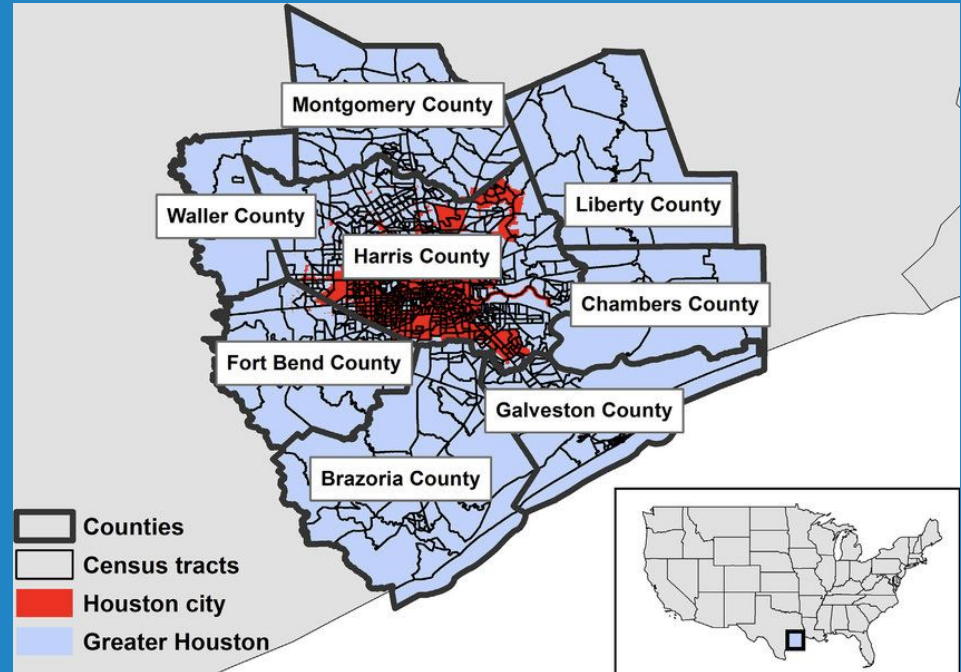 Montgomery County
Liberty County
Waller County
Harris County
Chambers County
Fort Bend County
Galveston County
Brazoria County
Counties
Census tracts
Houston city
Greater Houston